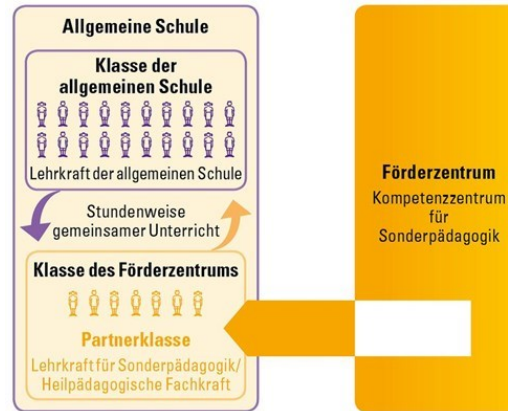 Allgemeine Schule
Klasse der
allgemeinen Schule
Lehrkraft der allgemeinen Schule
Stundenweise
gemeinsamer Unterricht
Klasse des Förderzentrums
Partnerklasse
Lehrkraft für Sonderpädagogik/
Heilpädagogische Fachkraft
Förderzentrum
Kompetenzzentrum
für
Sonderpädagogik